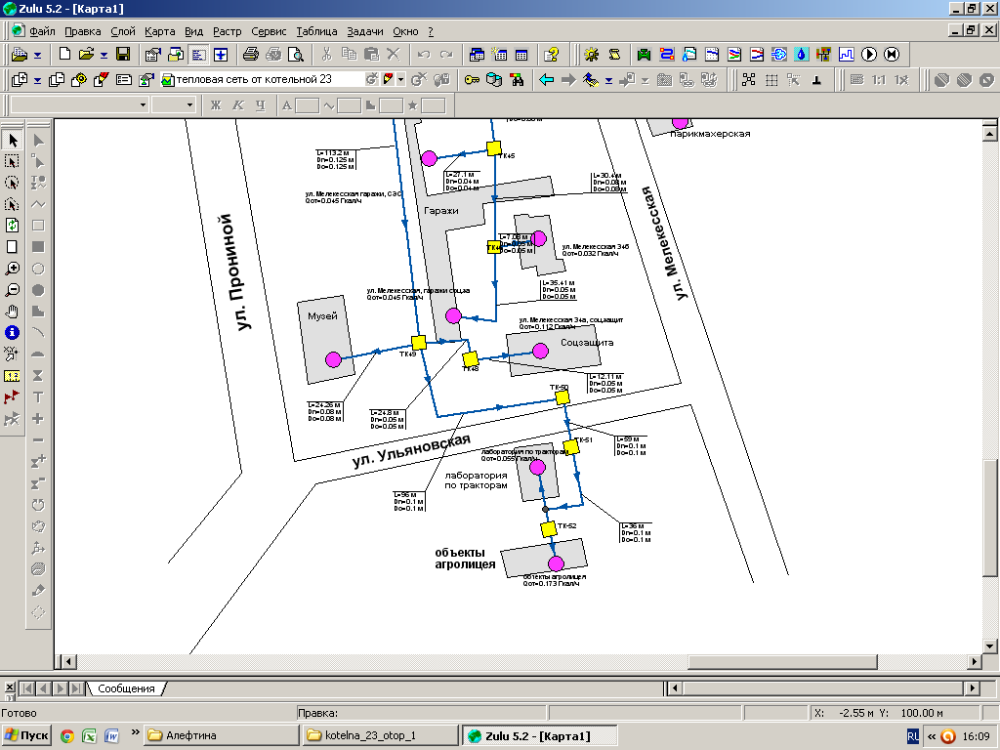 Zulu 5.2 - [Карта1]
Файл Правка Слой Карта Вид Растр Сервис Таблица Задачи Окно ?
тепловая сеть от котельной 23
1:1
Ж К Ч
A
парикмахерская
ТК45
L=113.2 м
Dп=0.125 м
Dо=0.125 м
L=27.1 м
Dп=0.04 м
Dо=0.04 м
L=30.4 м
Dп=0.08 м
Dо=0.08 м
ул. Мелекесская гаражи, СЭС
Qот=0.045 Гкал/ч
Гаражи
ул. Прониной
ул. Мелекесская
L=7.08 м
Dо=0.05 м
ул. Мелекесская 34б
Qот=0.032 Гкал/ч
L=35.41 м
Dп=0.05 м
Dо=0.05 м
ул. Мелекесская, гаражи соцза
Qот=0.045 Гкал/ч
Музей
ул. Мелекесская 34а, соцзащит
Qот=0.112 Гкал/ч
Соцзащита
ТК49
ТК48
L=12.11 м
Dп=0.05 м
Dо=0.05 м
ТК-50
L=24.26 м
Dп=0.08 м
Dо=0.08 м
L=24.8 м
Dп=0.05 м
Dо=0.05 м
ул. Ульяновская
ТК-51
L=59 м
Dп=0.1 м
Dо=0.1 м
лаборатория по тракторам
Qот=0.055 Гкал/ч
лаборатория
по тракторам
L=96 м
Dп=0.1 м
Dо=0.1 м
ТК-52
L=36 м
Dп=0.1 м
Dо=0.1 м
объекты
агролицея
объекты агролицея
Qот=0.173 Гкал/ч
Сообщения
Готово
Правка:
X: -2.55 м Y: 100.00 м
Пуск
Алефтина
kotelna_23_otop_1
Zulu 5.2 - [Карта1]
RU
16:09